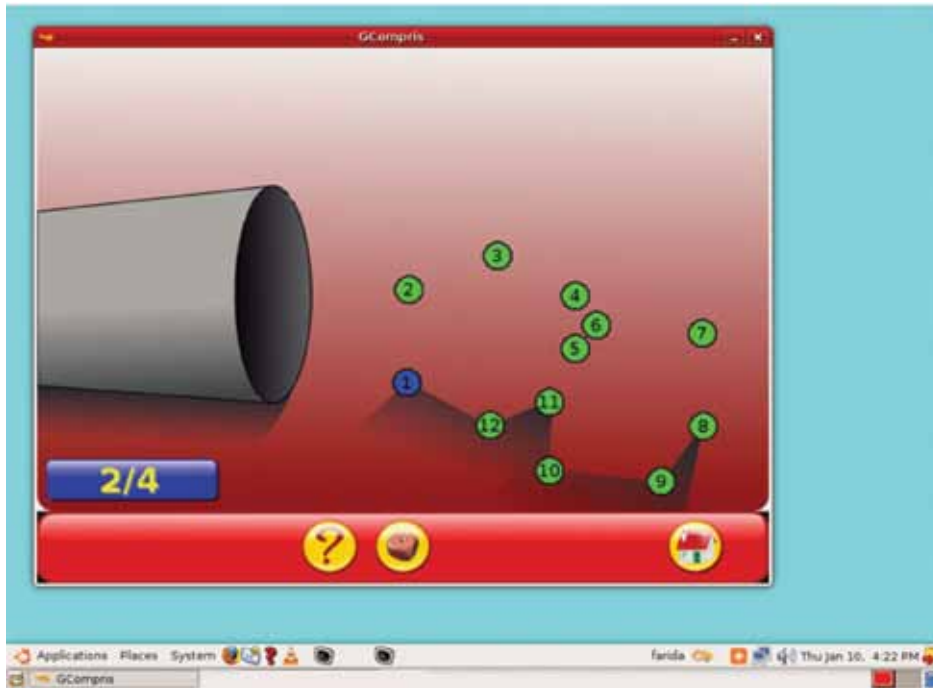 GCompris
3
2
4
6
7
5
1
11
12
8
10
9
2/4
?
Applications Places System
farida
Thu Jan 10, 4:22 PM
GCompris